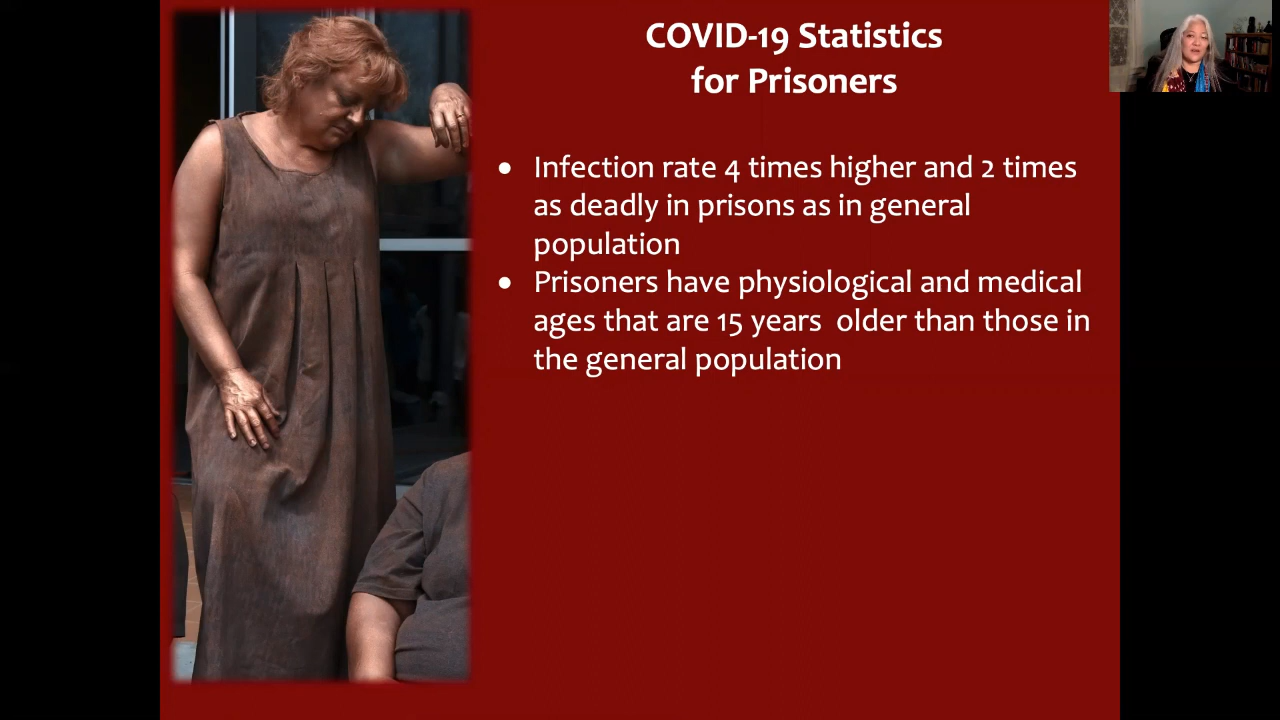 COVID-19 Statistics
for Prisoners
• Infection rate 4 times higher and 2 times
as deadly in prisons as in general
population
• Prisoners have physiological and medical
ages that are 15 years  older than those in
the general population